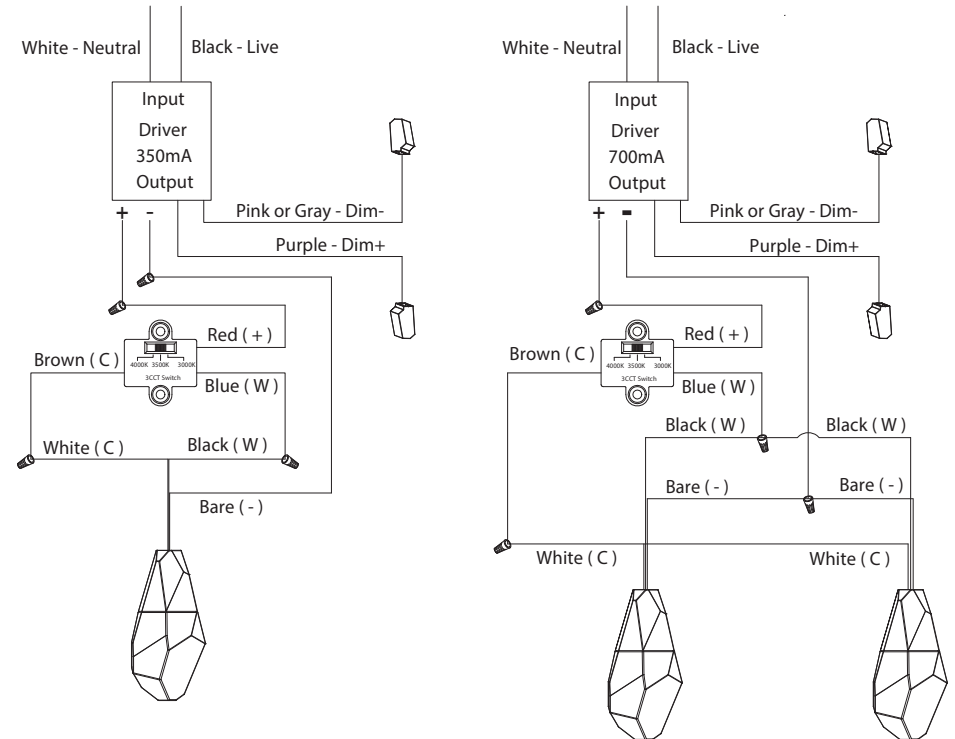 White - Neutral
Black - Live
Input
Driver
350mA
Output
+ -
Pink or Gray - Dim-
Purple - Dim+
Red ( + )
Brown ( C )
4000K 3500K 3000K
3CCT Switch
Blue ( W )
White ( C )
Black ( W )
Bare ( - )
White - Neutral
Black - Live
Input
Driver
700mA
Output
+ -
Pink or Gray - Dim-
Purple - Dim+
Red ( + )
Brown ( C )
4000K 3500K 3000K
3CCT Switch
Blue ( W )
Black ( W )
Black ( W )
Bare ( - )
Bare ( - )
White ( C )
White ( C )